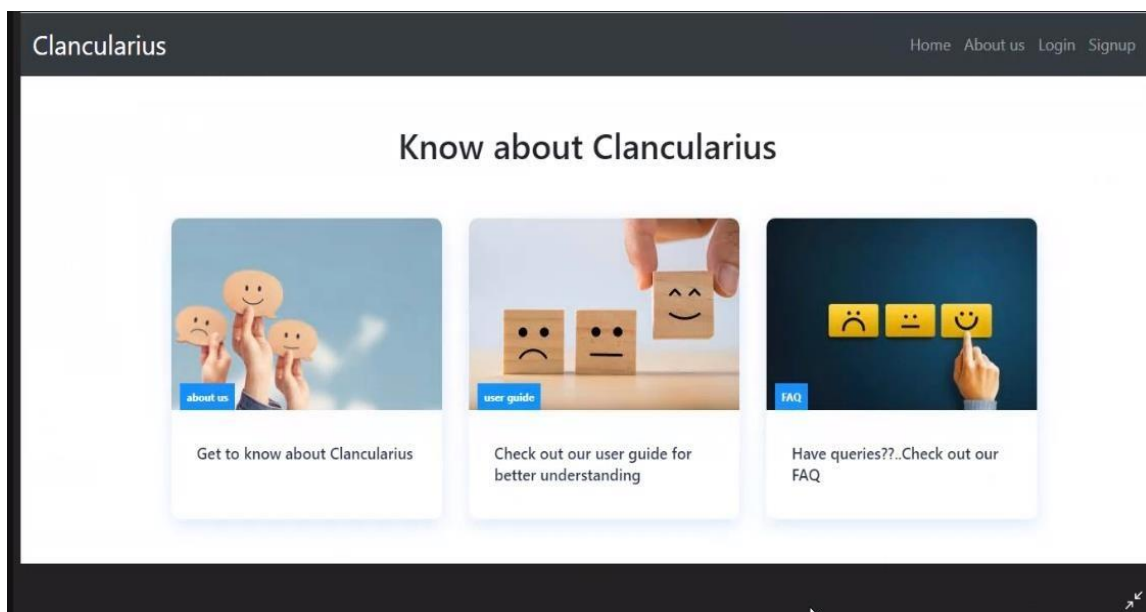 Clancularius
Home About us Login Signup
Know about Clancularius
about us
user guide
FAQ
Get to know about Clancularius
Check out our user guide for
better understanding
Have queries??..Check out our
FAQ